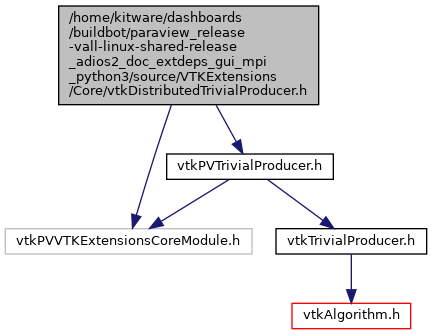 /home/kitware/dashboards
/buildbot/paraview_release
-vall-linux-shared-release
_adios2_doc_extdeps_gui_mpi
_python3/source/VTKExtensions
/Core/vtkDistributedTrivialProducer.h
vtkPVTrivialProducer.h
vtkPVVTKExtensionsCoreModule.h
vtkTrivialProducer.h
vtkAlgorithm.h